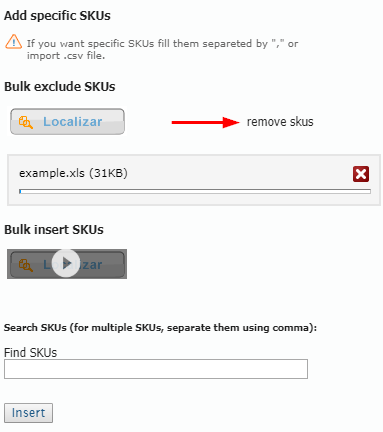 Add specific SKUs
If you want specific SKUs fill them separeted by "," or
import .csv file.
Bulk exclude SKUs
Localizar
remove skus
example.xls (31KB)
Bulk insert SKUs
Localizar
Search SKUs (for multiple SKUs, separate them using comma):
Find SKUs
Insert